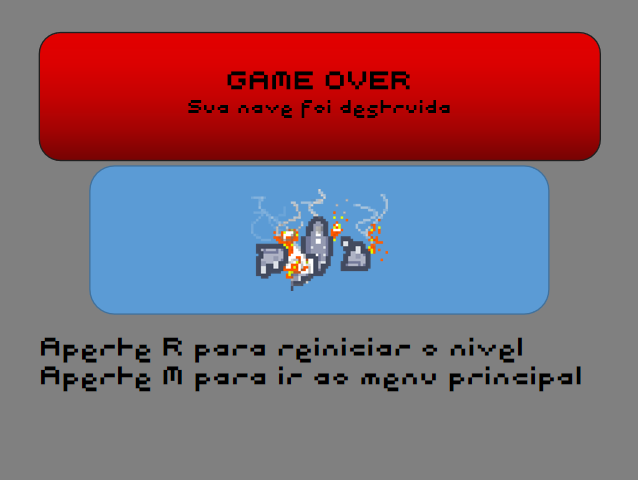 GAME OVER
Sua nave foi destruida
Aperte R para reiniciar o nivel
Aperte M para ir ao menu principal